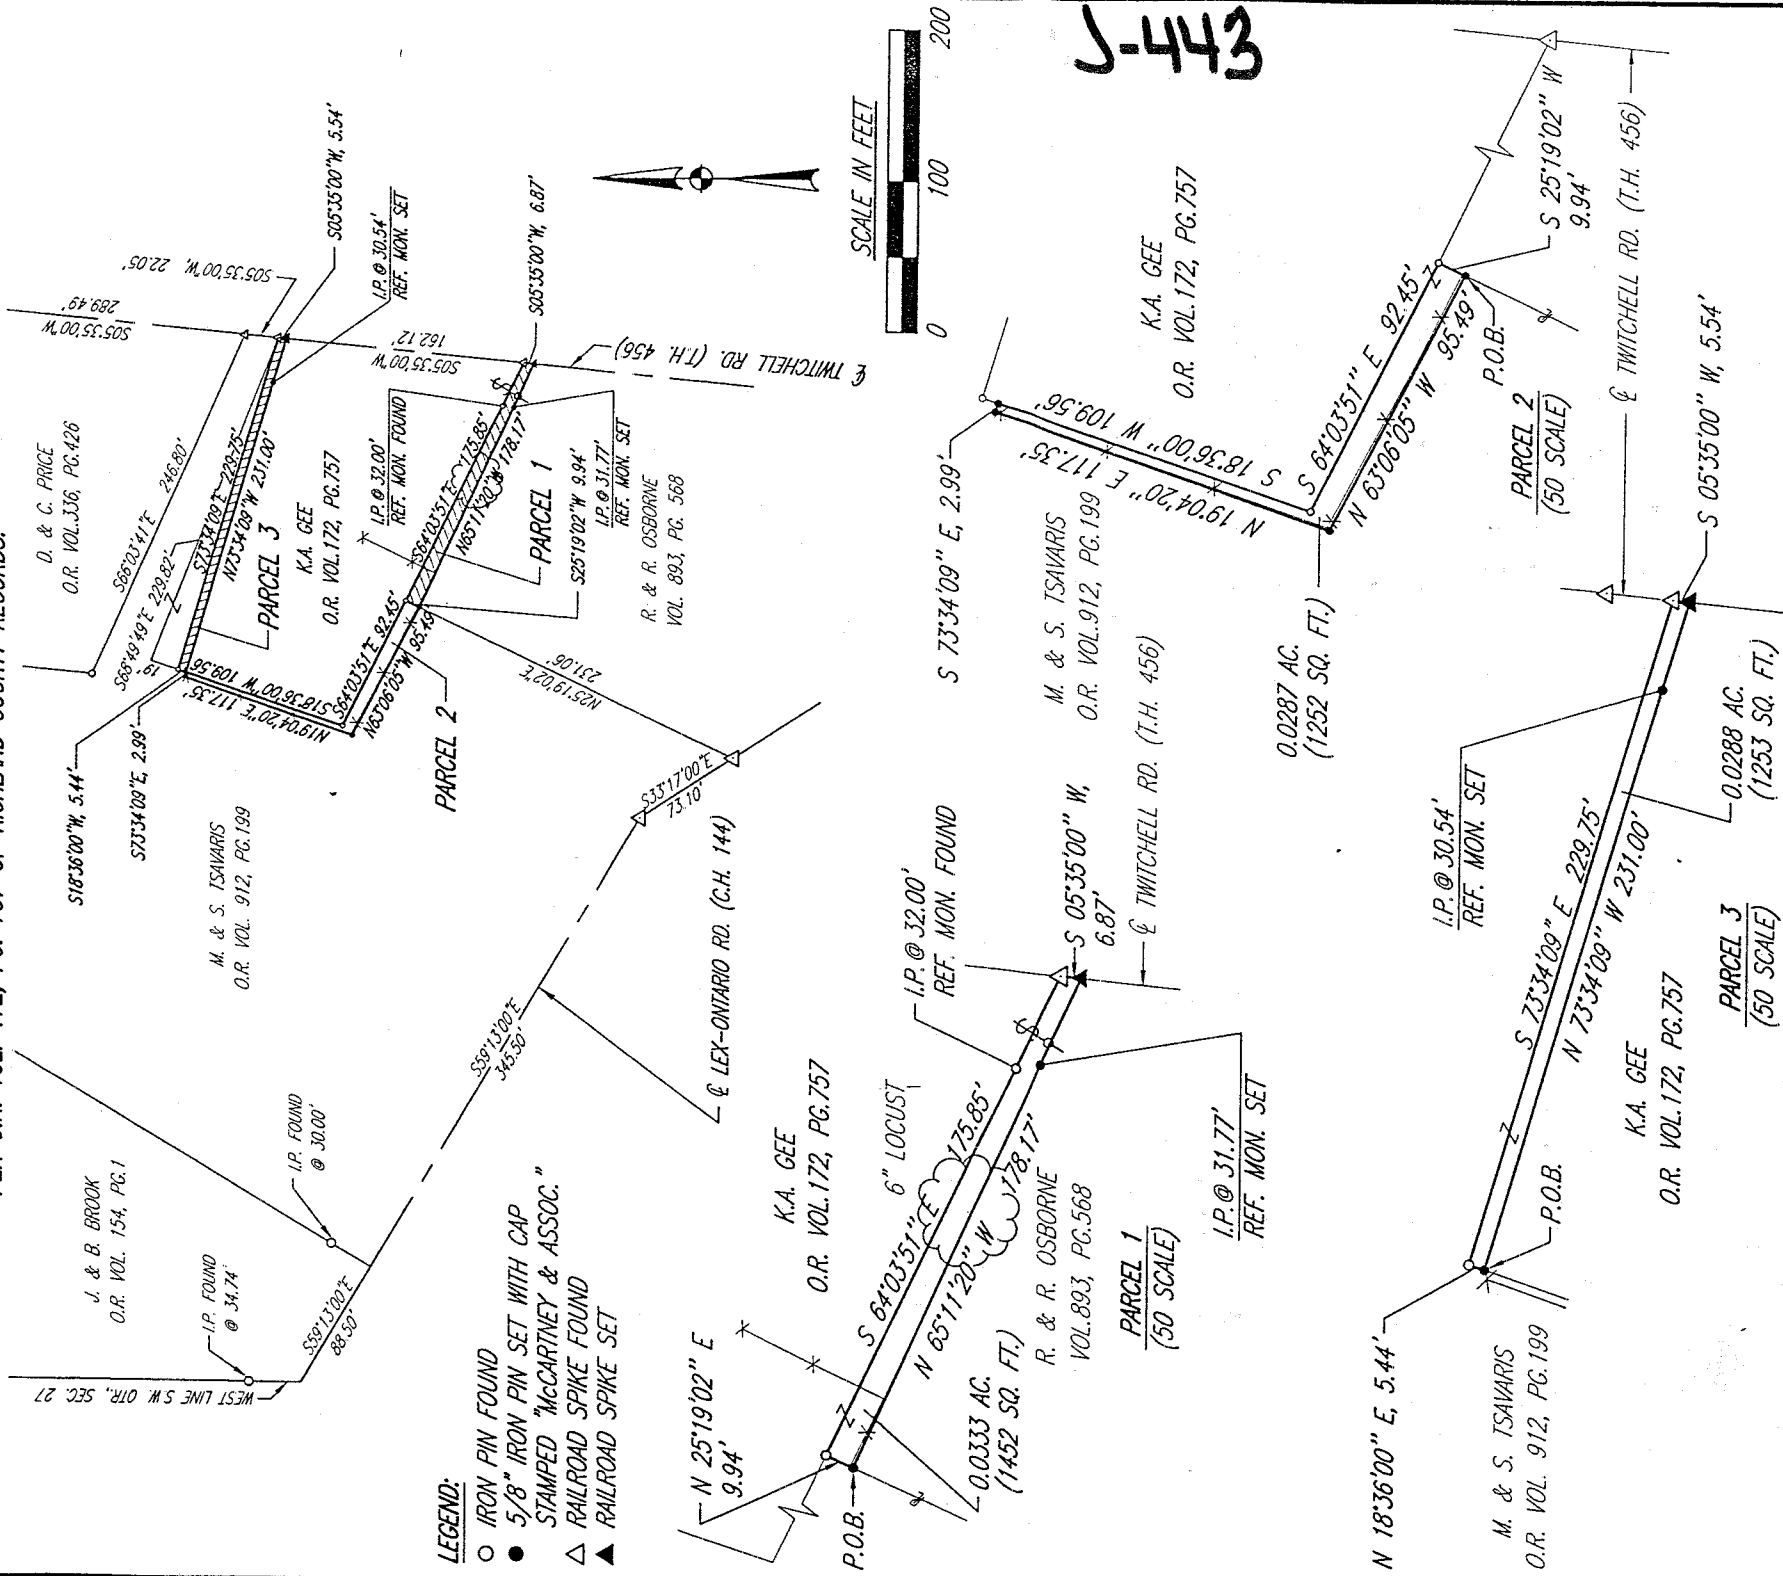 J-443
D. & C. PRICE
O.R. VOL.336, PG.426
S05°35'00"W
289.49'
S05°35'00"W, 22.05'
S05°35'00"W, 5.54'
I.P.@ 30.54'
REF. MON. SET
S66°03'41"E 246.80'
S68°49'49"E 229.82'
S73°34'09"E 229.75'
N73°34'09"W 231.00'
19'
PARCEL 3
K.A. GEE
O.R. VOL.172, PG.757
S18°36'00"W, 5.44'
S73°34'09"E, 2.99'
N19°04'20"E 117.35'
S18°36'00"W 109.56'
S64°03'51"E 92.45'
N63°06'05"W 95.49'
PARCEL 2
I.P.@ 32.00'
REF. MON. FOUND
S05°35'00"W
162.12'
S05°35'00"W, 6.87'
S64°03'51"E 175.85'
N65°11'20"W 178.17'
PARCEL 1
S25°19'02"W 9.94'
I.P.@ 31.77'
REF. MON. SET
R. & R. OSBORNE
VOL. 893, PG. 568
℄ TWITCHELL RD. (T.H. 456)
N25°19'02"E
231.06'
M. & S. TSAVARIS
O.R. VOL. 912, PG.199
S33°17'00"E
73.10'
S59°13'00"E
345.50'
℄ LEX-ONTARIO RD. (C.H. 144)
J. & B. BROOK
O.R. VOL. 154, PG.1
I.P. FOUND
@ 30.00'
I.P. FOUND
@ 34.74'
S59°13'00"E
88.50'
WEST LINE S.W. QTR., SEC. 27
LEGEND:
IRON PIN FOUND
5/8" IRON PIN SET WITH CAP
STAMPED "McCARTNEY & ASSOC."
RAILROAD SPIKE FOUND
RAILROAD SPIKE SET
SCALE IN FEET
0 100 200
K.A. GEE
O.R. VOL.172, PG.757
6" LOCUST
I.P.@ 32.00'
REF. MON. FOUND
S 05°35'00" W,
6.87'
℄ TWITCHELL RD. (T.H. 456)
N 25°19'02" E
9.94'
S 64°03'51" E 175.85'
N 65°11'20" W 178.17'
P.O.B.
0.0333 AC.
(1452 SQ. FT.)
R. & R. OSBORNE
VOL.893, PG.568
PARCEL 1
(50 SCALE)
I.P.@ 31.77'
REF. MON. SET
S 73°34'09" E, 2.99'
M. & S. TSAVARIS
O.R. VOL.912, PG.199
N 19°04'20" E 117.35'
S 18°36'00" W 109.56'
K.A. GEE
O.R. VOL.172, PG.757
S 64°03'51" E 92.45'
N 63°06'05" W 95.49'
P.O.B.
S 25°19'02" W
9.94'
0.0287 AC.
(1252 SQ. FT.)
PARCEL 2
(50 SCALE)
℄ TWITCHELL RD. (T.H. 456)
N 18°36'00" E, 5.44'
M. & S. TSAVARIS
O.R. VOL. 912, PG.199
P.O.B.
S 73°34'09" E 229.75'
N 73°34'09" W 231.00'
I.P.@ 30.54'
REF. MON. SET
S 05°35'00" W, 5.54'
0.0288 AC.
(1253 SQ. FT.)
K.A. GEE
O.R. VOL.172, PG.757
PARCEL 3
(50 SCALE)